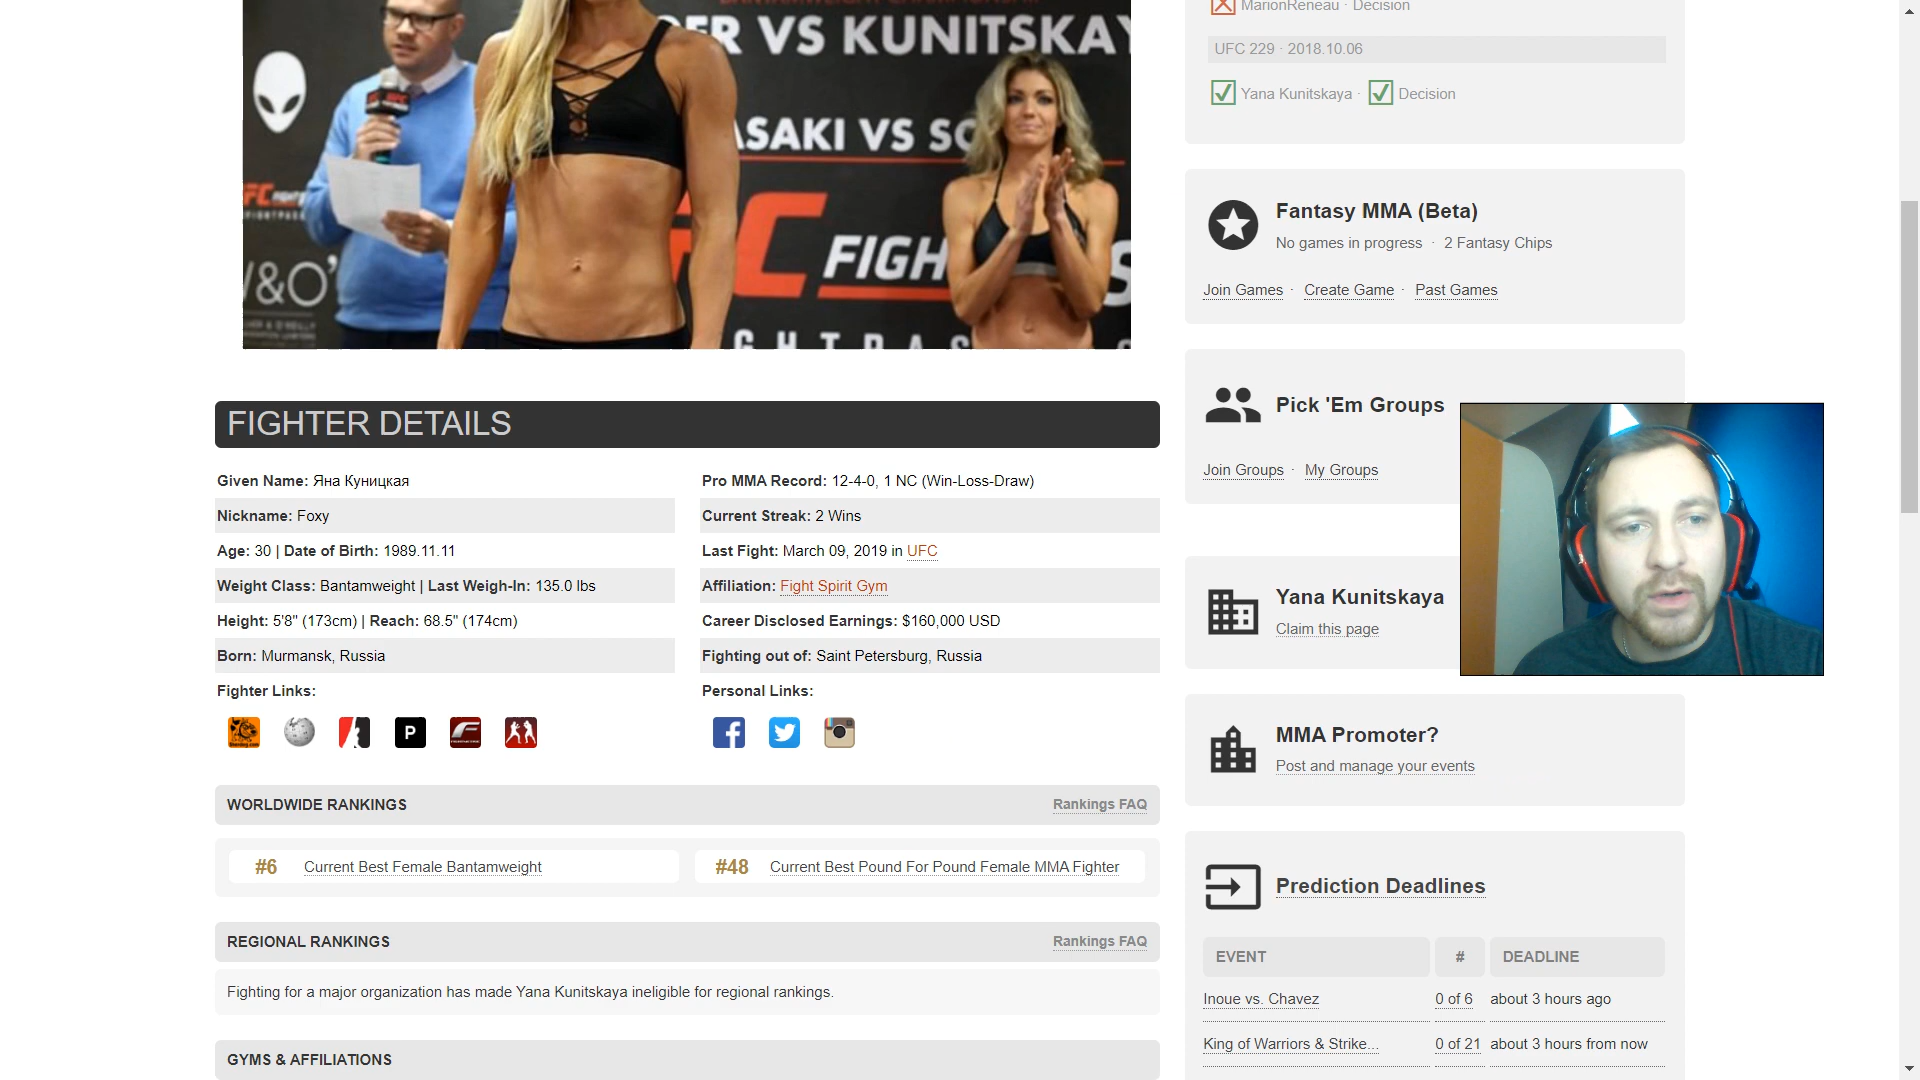 ER VS KUNITSKAY
ASAKI VS SC
FIGH
W&O'
MarionReneau · Decision
UFC 229 · 2018.10.06
Yana Kunitskaya · Decision
Fantasy MMA (Beta)
No games in progress · 2 Fantasy Chips
Join Games · Create Game · Past Games
Pick 'Em Groups
Join Groups · My Groups
Yana Kunitskaya
Claim this page
MMA Promoter?
Post and manage your events
Prediction Deadlines
EVENT # DEADLINE
Inoue vs. Chavez 0 of 6 about 3 hours ago
King of Warriors & Strike... 0 of 21 about 3 hours from now
FIGHTER DETAILS
Given Name: Яна Куницкая
Pro MMA Record: 12-4-0, 1 NC (Win-Loss-Draw)
Nickname: Foxy
Current Streak: 2 Wins
Age: 30 | Date of Birth: 1989.11.11
Last Fight: March 09, 2019 in UFC
Weight Class: Bantamweight | Last Weigh-In: 135.0 lbs
Affiliation: Fight Spirit Gym
Height: 5'8" (173cm) | Reach: 68.5" (174cm)
Career Disclosed Earnings: $160,000 USD
Born: Murmansk, Russia
Fighting out of: Saint Petersburg, Russia
Fighter Links:
Personal Links:
P
WORLDWIDE RANKINGS Rankings FAQ
#6 Current Best Female Bantamweight
#48 Current Best Pound For Pound Female MMA Fighter
REGIONAL RANKINGS Rankings FAQ
Fighting for a major organization has made Yana Kunitskaya ineligible for regional rankings.
GYMS & AFFILIATIONS